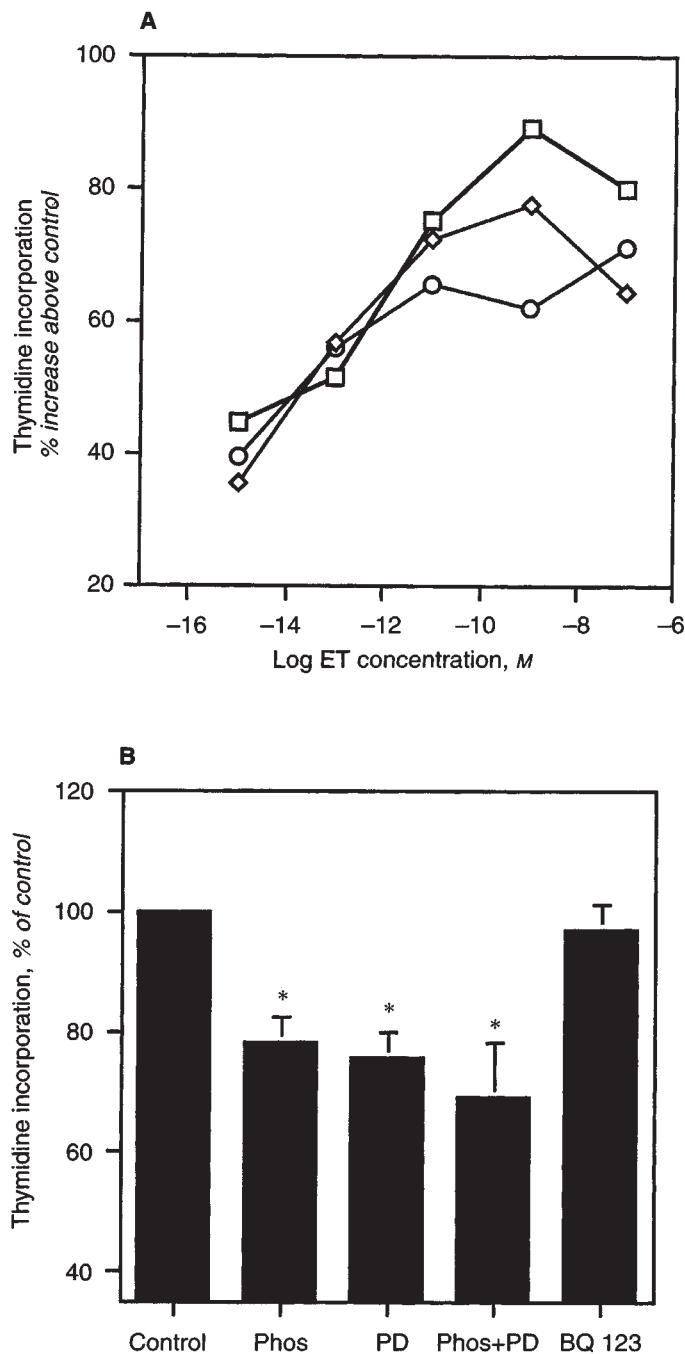 A
100
80
60
40
20
Thymidine incorporation
% increase above control
−16 −14 −12 −10 −8 −6
Log ET concentration, M
B
120
100
80
60
40
Thymidine incorporation, % of control
* * *
Control Phos PD Phos+PD BQ 123